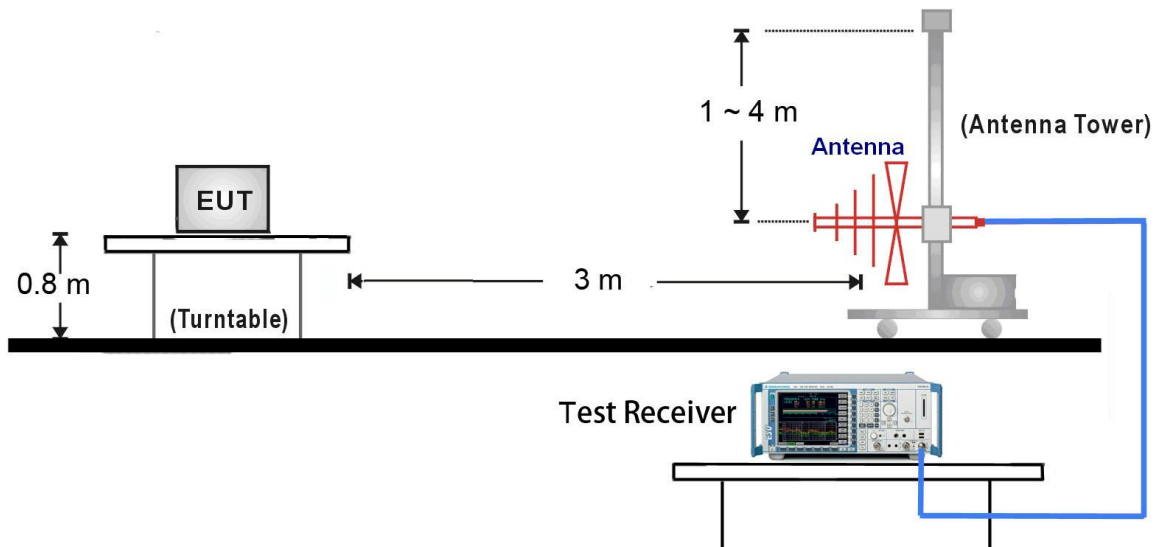 1 ~ 4 m
(Antenna Tower)
Antenna
EUT
0.8 m
3 m
(Turntable)
Test Receiver